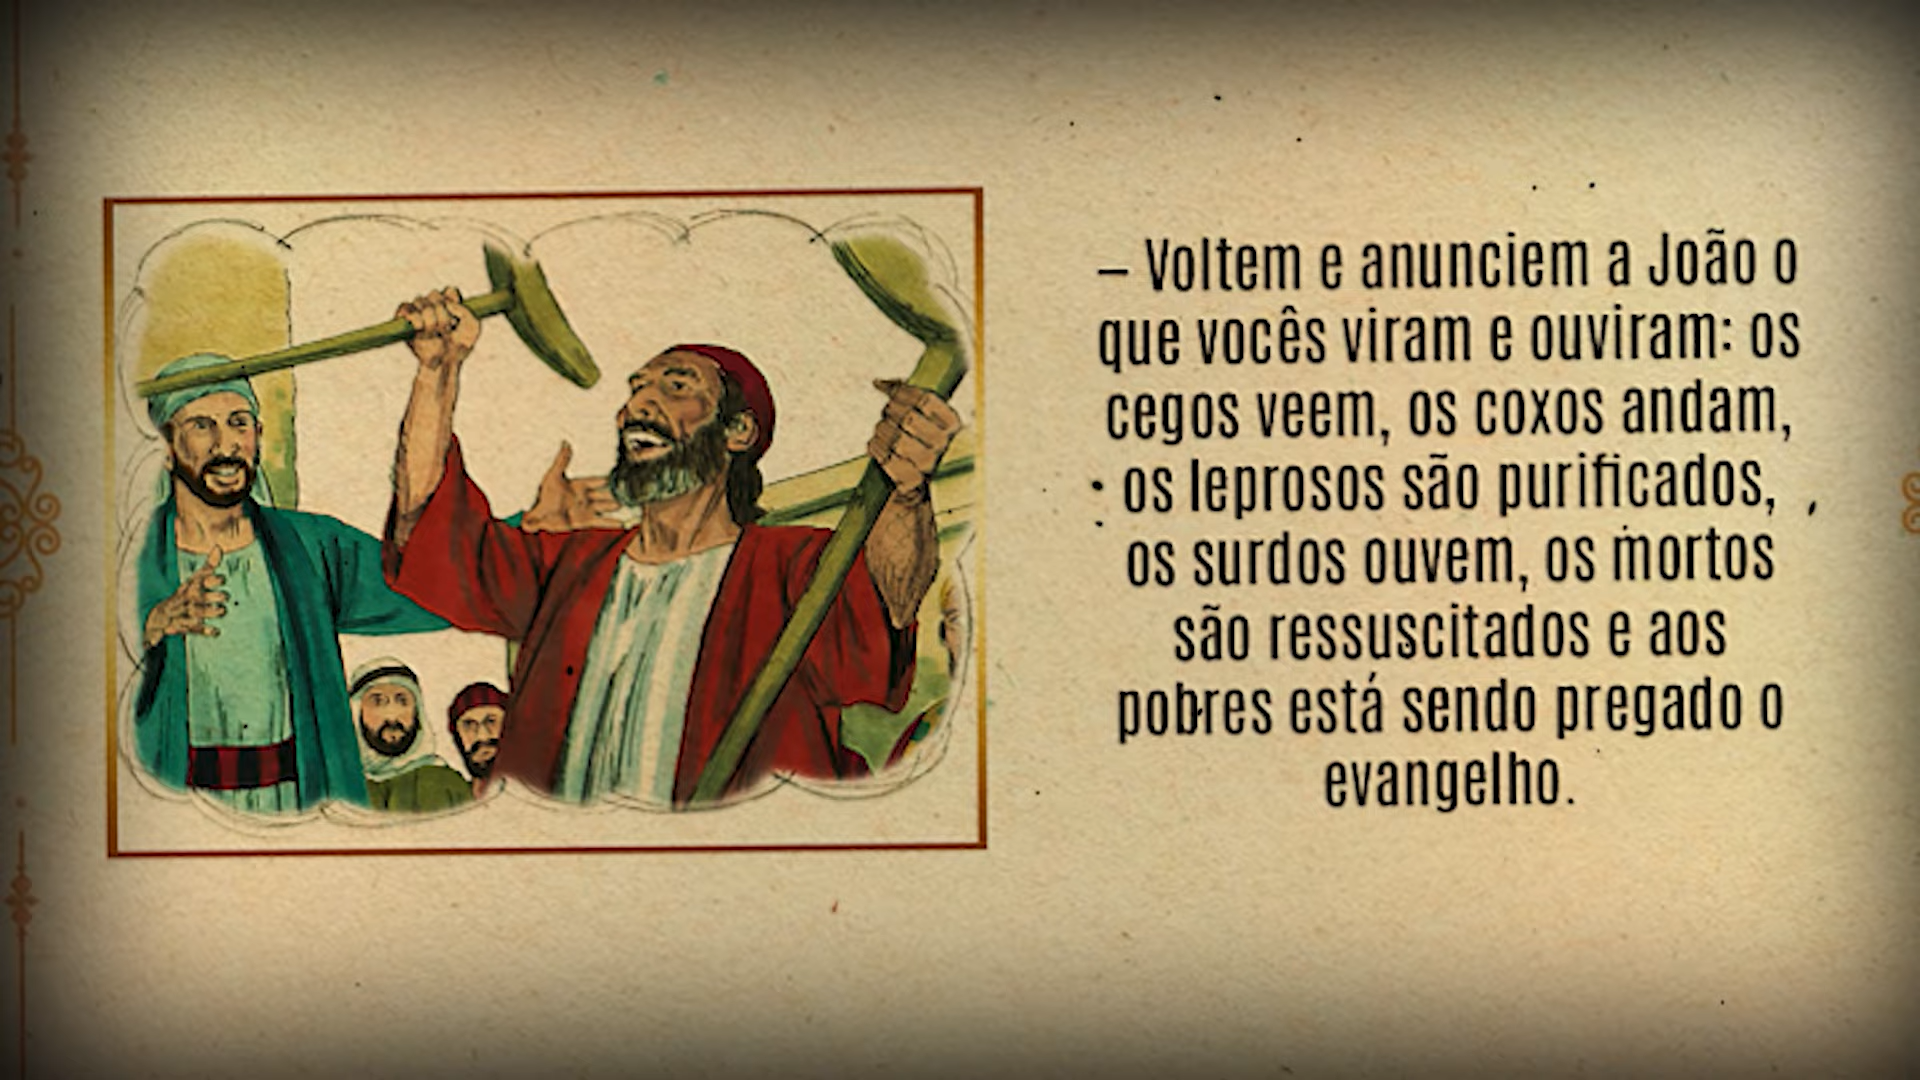 – Voltem e anunciem a João o
que vocês viram e ouviram: os
cegos veem, os coxos andam,
os leprosos são purificados,
os surdos ouvem, os mortos
são ressuscitados e aos
pobres está sendo pregado o
evangelho.